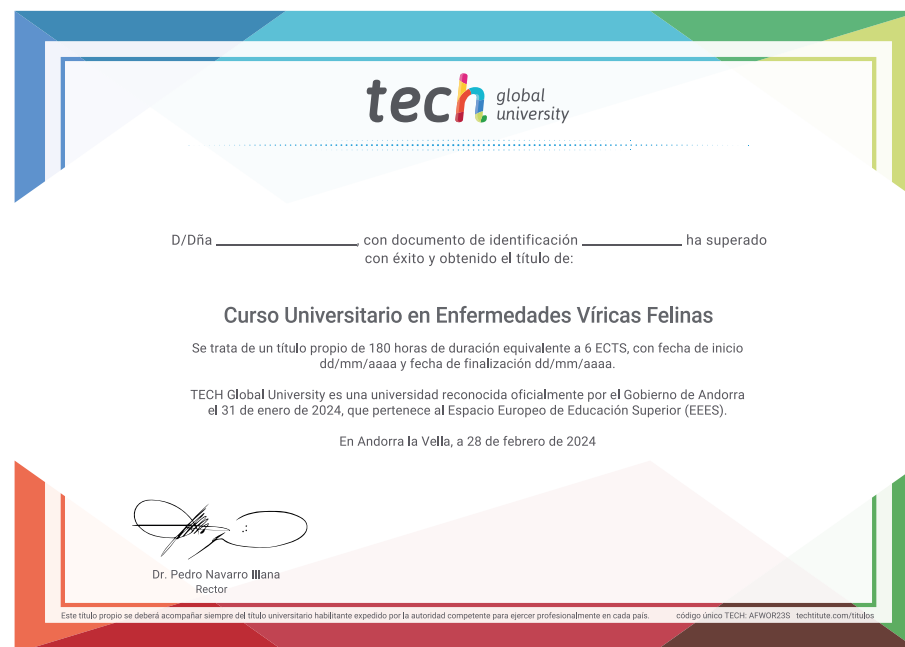 tech global university
D/Dña ________________, con documento de identificación ____________ ha superado
con éxito y obtenido el título de:
Curso Universitario en Enfermedades Víricas Felinas
Se trata de un título propio de 180 horas de duración equivalente a 6 ECTS, con fecha de inicio
dd/mm/aaaa y fecha de finalización dd/mm/aaaa.
TECH Global University es una universidad reconocida oficialmente por el Gobierno de Andorra
el 31 de enero de 2024, que pertenece al Espacio Europeo de Educación Superior (EEES).
En Andorra la Vella, a 28 de febrero de 2024
Dr. Pedro Navarro Illana
Rector
Este título propio se deberá acompañar siempre del título universitario habilitante expedido por la autoridad competente para ejercer profesionalmente en cada país. código único TECH: AFWOR23S techtitute.com/titulos